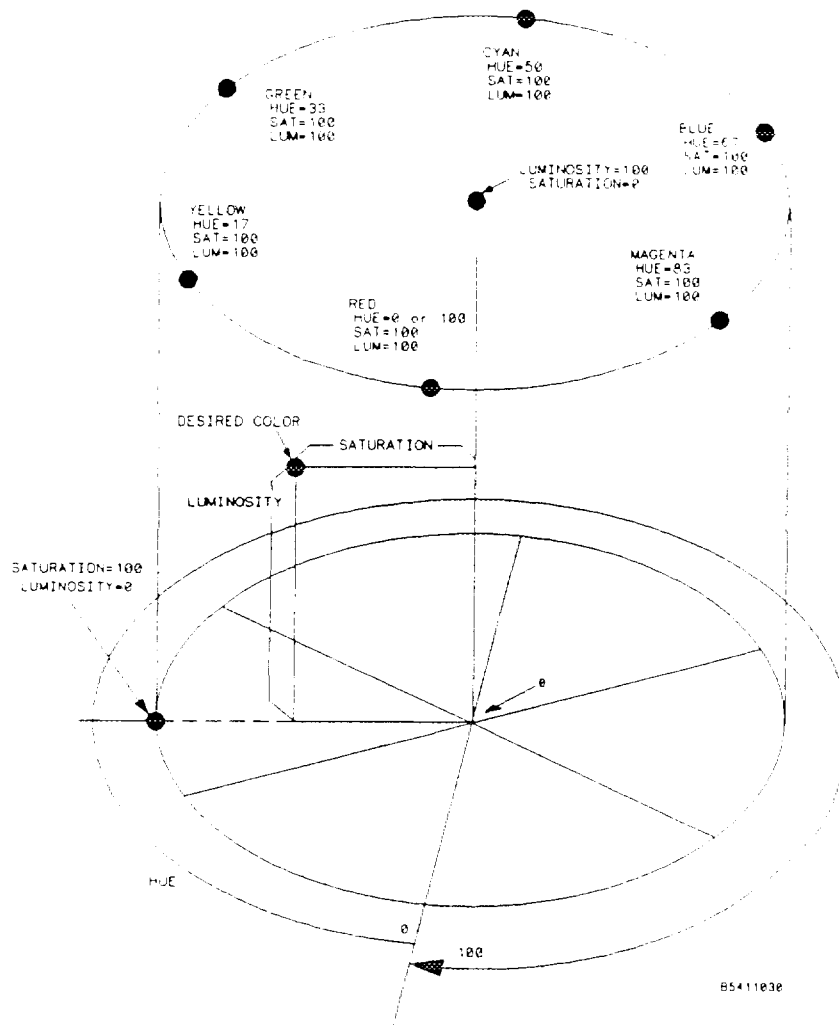 CYAN
HUE=50
SAT=100
LUM=100
GREEN
HUE=33
SAT=100
LUM=100
BLUE
HUE=67
SAT=100
LUM=100
LUMINOSITY=100
SATURATION=0
YELLOW
HUE=17
SAT=100
LUM=100
MAGENTA
HUE=83
SAT=100
LUM=100
RED
HUE=0 or 100
SAT=100
LUM=100
DESIRED COLOR
SATURATION
LUMINOSITY
SATURATION=100
LUMINOSITY=0
0
HUE
0
100
B5411030